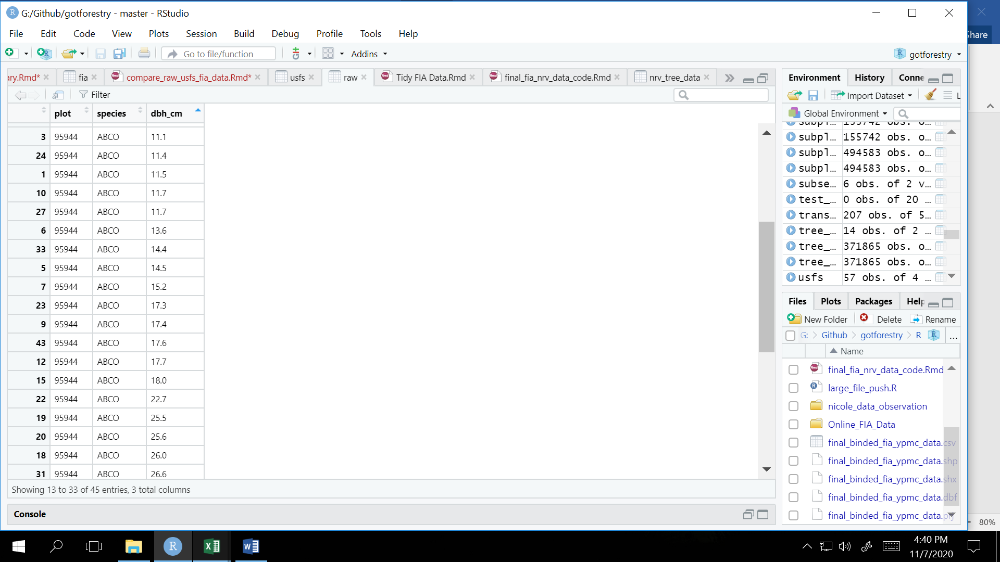 G:/Github/gotforestry - master - RStudio
Share
File Edit Code View Plots Session Build Debug Profile Tools Help
Go to file/function Addins gotforestry
ary.Rmd* fia compare_raw_usfs_fia_data.Rmd* usfs raw Tidy FIA Data.Rmd final_fia_nrv_data_code.Rmd nrv_tree_data
Filter
plot species dbh_cm
3 95944 ABCO 11.1
24 95944 ABCO 11.4
1 95944 ABCO 11.5
10 95944 ABCO 11.7
27 95944 ABCO 11.7
6 95944 ABCO 13.6
33 95944 ABCO 14.4
5 95944 ABCO 14.5
7 95944 ABCO 15.2
23 95944 ABCO 17.3
9 95944 ABCO 17.4
43 95944 ABCO 17.6
12 95944 ABCO 17.7
15 95944 ABCO 18.0
22 95944 ABCO 22.7
19 95944 ABCO 25.5
20 95944 ABCO 25.6
18 95944 ABCO 26.0
31 95944 ABCO 26.6
Showing 13 to 33 of 45 entries, 3 total columns
Console
Environment History Conne
Import Dataset L
Global Environment
subpl… 155742 obs. o…
subpl… 494583 obs. o…
subpl… 494583 obs. o…
subse… 6 obs. of 2 v…
test_… 0 obs. of 20 …
trans… 207 obs. of 5…
tree_… 14 obs. of 2 …
tree_… 371865 obs. o…
tree_… 371865 obs. o…
usfs 57 obs. of 4 …
Files Plots Packages Help
New Folder Delete Rename
G: Github gotforestry R ...
Name
final_fia_nrv_data_code.Rmd
large_file_push.R
nicole_data_observation
Online_FIA_Data
final_binded_fia_ypmc_data.csv
final_binded_fia_ypmc_data.shp
final_binded_fia_ypmc_data.shx
final_binded_fia_ypmc_data.dbf
final_binded_fia_ypmc_data.prj
80%
4:40 PM
11/7/2020